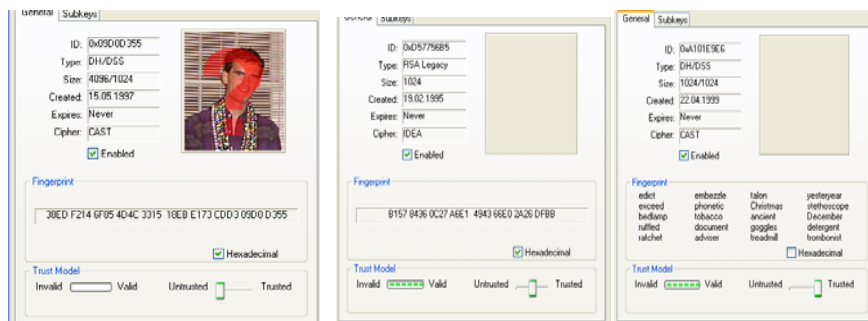 General Subkeys
ID: 0x09D0D355
Type: DH/DSS
Size: 4096/1024
Created: 15.05.1997
Expires: Never
Cipher: CAST
Enabled
Fingerprint
38ED F214 6F85 4D4C 3315 18EB E173 CDD3 09D0 D355
Hexadecimal
Trust Model
Invalid Valid Untrusted Trusted
General Subkeys
ID: 0xD57756B5
Type: RSA Legacy
Size: 1024
Created: 19.02.1995
Expires: Never
Cipher: IDEA
Enabled
Fingerprint
B157 8436 0C27 A6E1 4943 66E0 2A26 DFBB
Hexadecimal
Trust Model
Invalid Valid Untrusted Trusted
General Subkeys
ID: 0xA101E9E6
Type: DH/DSS
Size: 1024/1024
Created: 22.04.1999
Expires: Never
Cipher: CAST
Enabled
Fingerprint
edict embezzle talon yesteryear
exceed phonetic Christmas stethoscope
bedlamp tobacco ancient December
ruffled document goggles detergent
ratchet adviser treadmill trombonist
Hexadecimal
Trust Model
Invalid Valid Untrusted Trusted